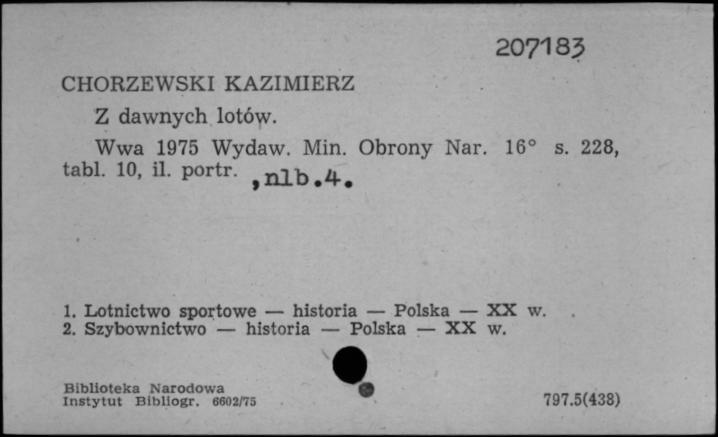 207183
CHORZEWSKI KAZIMIERZ
Z dawnych lotów.
Wwa 1975 Wydaw. Min. Obrony Nar. 16° s. 228,
tabl. 10, il. portr. ,nlb.4.
1. Lotnictwo sportowe — historia — Polska — XX w.
2. Szybownictwo — historia — Polska — XX w.
Biblioteka Narodowa
Instytut Bibliogr. 6602/75 797.5(438)